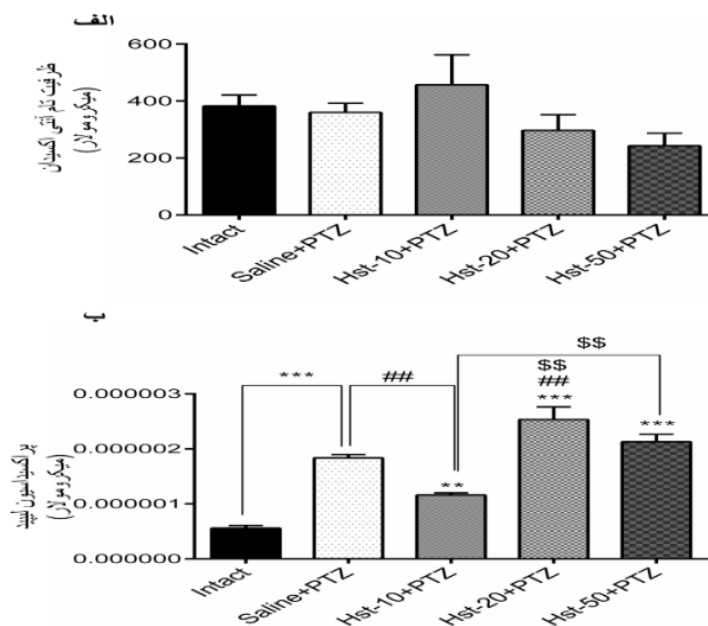 الف
ظرفیت تام آنتی اکسیدان
(میکرومولار)
600
400
200
0
Intact
Saline+PTZ
Hst-10+PTZ
Hst-20+PTZ
Hst-50+PTZ
ب
پراکسیداسیون لیپید
(میکرومولار)
0.000003
0.000002
0.000001
0.000000
***
##
$$
$$
##
***
**
***
Intact
Saline+PTZ
Hst-10+PTZ
Hst-20+PTZ
Hst-50+PTZ